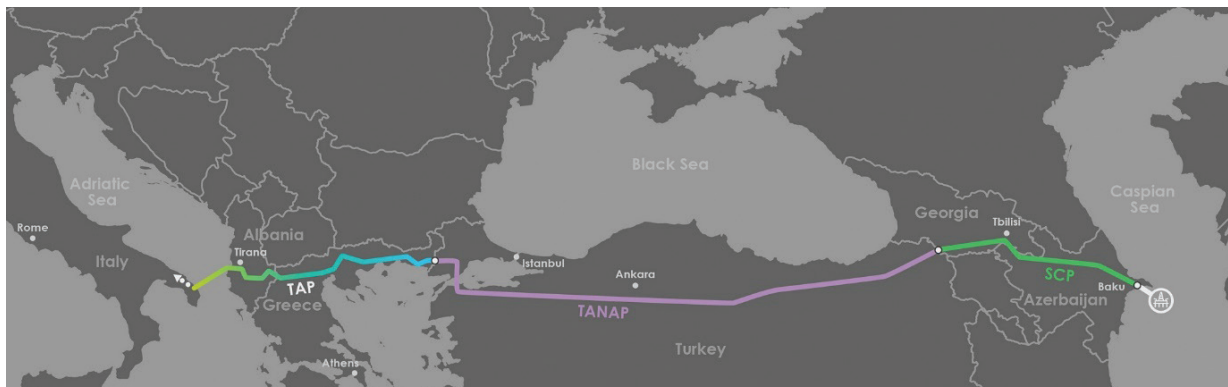 Black Sea
Adriatic
Sea
Caspian
Sea
Georgia
Tbilisi
Rome
Albania
Tirana
Italy
Istanbul
Ankara
TAP
SCP
Greece
Baku
Azerbaijan
TANAP
Turkey
Athens